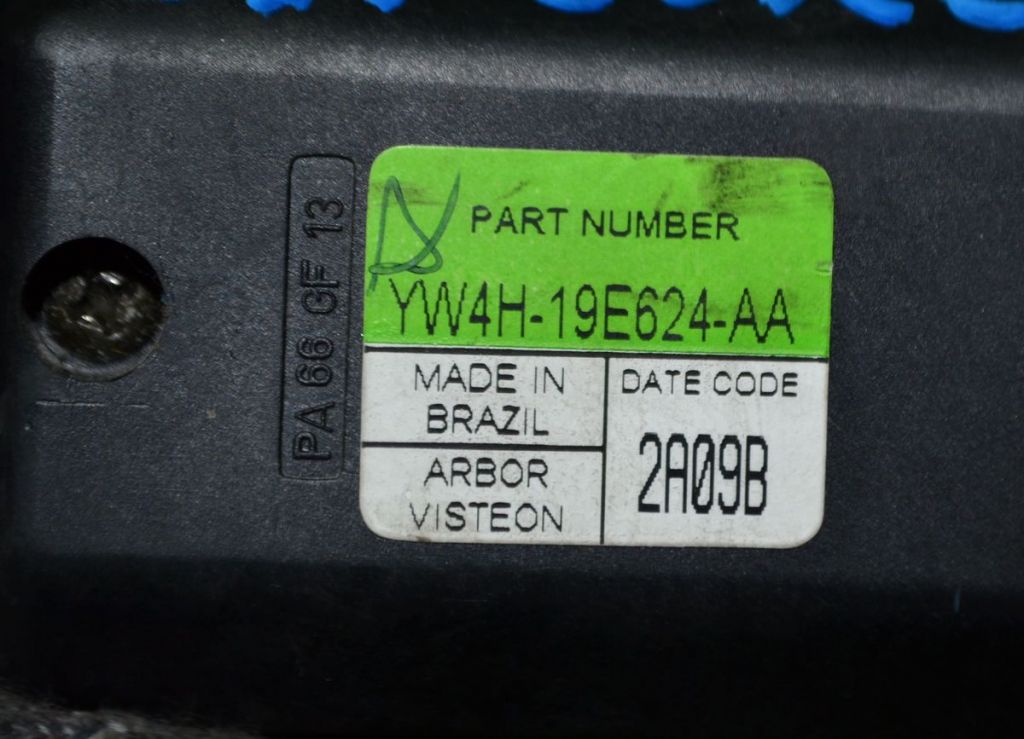 PA 66 GF 13
PART NUMBER
YW4H-19E624-AA
MADE IN
BRAZIL
DATE CODE
2A09B
ARBOR
VISTEON